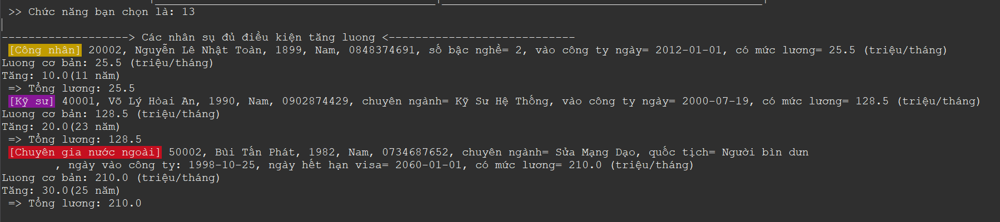 >> Chức năng bạn chọn là: 13
-------------------> Các nhân sụ đủ điều kiện tăng luong <----------------------------
[Công nhân] 20002, Nguyễn Lê Nhật Toàn, 1899, Nam, 0848374691, số bậc nghề= 2, vào công ty ngày= 2012-01-01, có mức lương= 25.5 (triệu/tháng)
Luong cơ bản: 25.5 (triệu/tháng)
Tăng: 10.0(11 năm)
=> Tổng lương: 25.5
[Kỹ sư] 40001, Võ Lý Hòai An, 1990, Nam, 0902874429, chuyên ngành= Kỹ Sư Hệ Thống, vào công ty ngày= 2000-07-19, có mức lương= 128.5 (triệu/tháng)
Luong cơ bản: 128.5 (triệu/tháng)
Tăng: 20.0(23 năm)
=> Tổng lương: 128.5
[Chuyên gia nước ngoài] 50002, Bùi Tấn Phát, 1982, Nam, 0734687652, chuyên ngành= Sửa Mạng Dạo, quốc tịch= Người bìn dưn
, ngày vào công ty: 1998-10-25, ngày hết hạn visa= 2060-01-01, có mức lương= 210.0 (triệu/tháng)
Luong cơ bản: 210.0 (triệu/tháng)
Tăng: 30.0(25 năm)
=> Tổng lương: 210.0